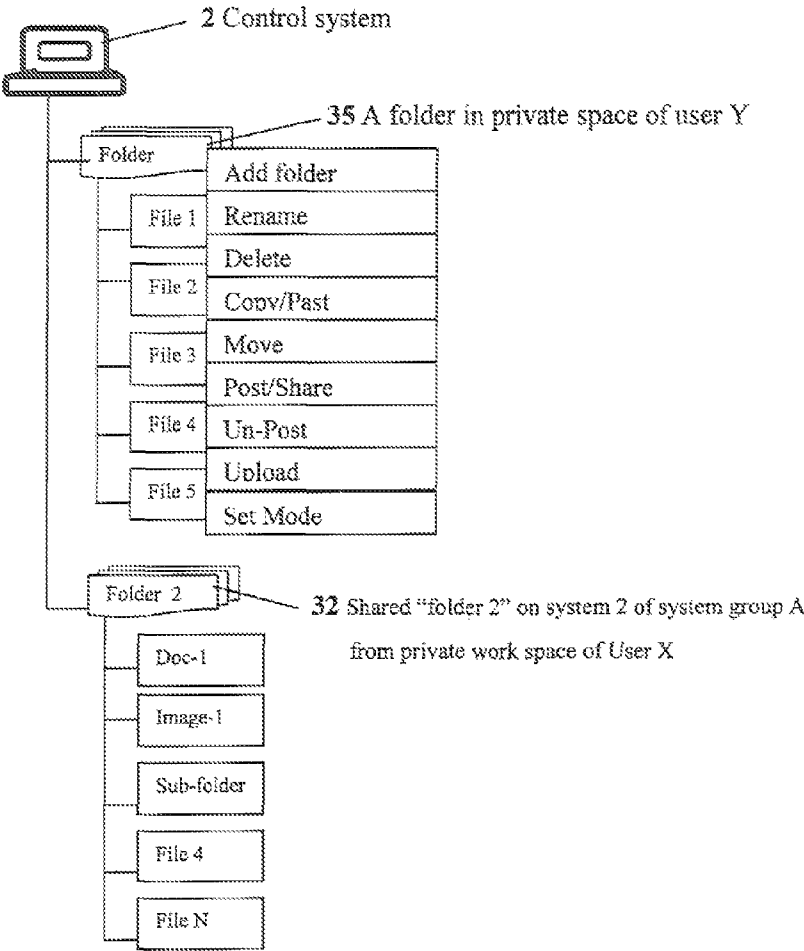 2 Control system
35 A folder in private space of user Y
Folder
Add folder
File 1
Rename
Delete
File 2
Copy/Past
Move
File 3
Post/Share
File 4
Un-Post
Upload
File 5
Set Mode
Folder 2
32 Shared "folder 2" on system 2 of system group A
from private work space of User X
Doc-1
Image-1
Sub-folder
File 4
File N